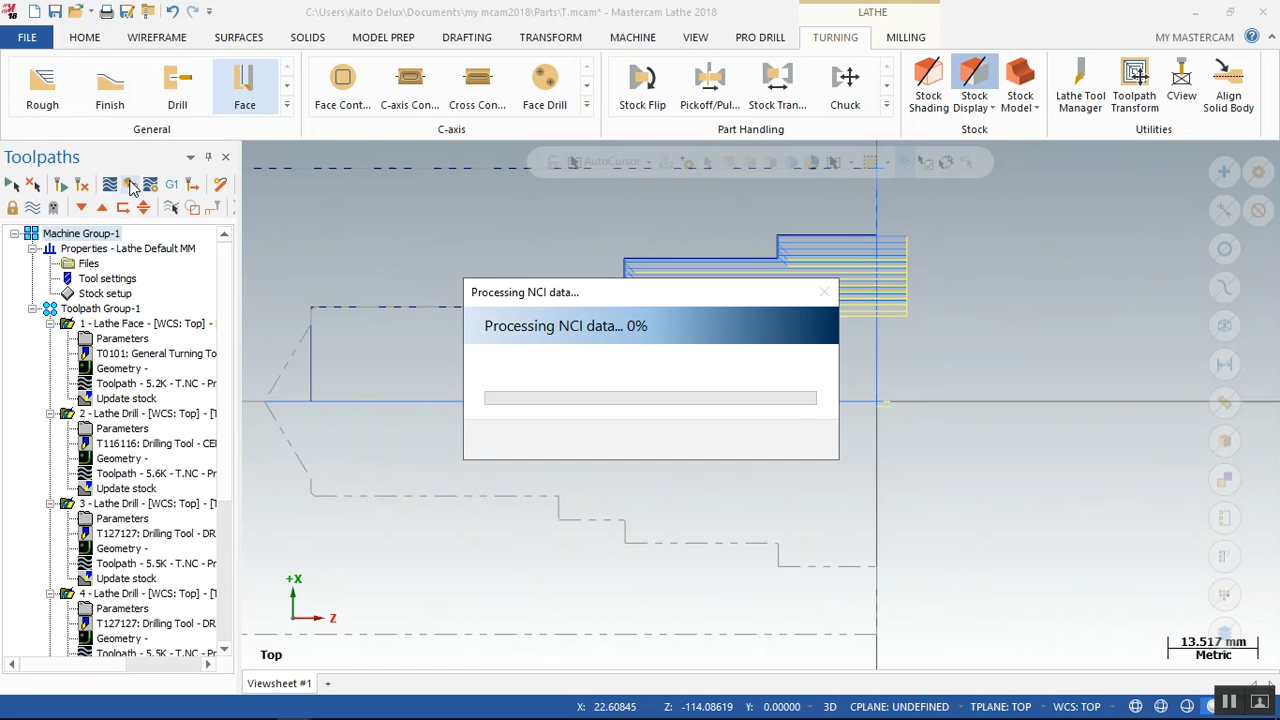 C:\Users\Kaito Delux\Documents\my mcam2018\Parts\T.mcam* - Mastercam Lathe 2018
LATHE
FILE HOME WIREFRAME SURFACES SOLIDS MODEL PREP DRAFTING TRANSFORM MACHINE VIEW PRO DRILL TURNING MILLING MY MASTERCAM
Rough Finish Drill Face Face Cont... C-axis Con... Cross Con... Face Drill Stock Flip Pickoff/Pul... Stock Tran... Chuck Stock Shading Stock Display Stock Model Lathe Tool Manager Toolpath Transform CView Align Solid Body
General C-axis Part Handling Stock Utilities
Toolpaths
AutoCursor
G1
Machine Group-1
Properties - Lathe Default MM
Files
Tool settings
Stock setup
Toolpath Group-1
1 - Lathe Face - [WCS: Top] - [T
Parameters
T0101: General Turning To
Geometry -
Toolpath - 5.2K - T.NC - Pr
Update stock
2 - Lathe Drill - [WCS: Top] - [T
Parameters
T116116: Drilling Tool - CEI
Geometry -
Toolpath - 5.6K - T.NC - Pr
Update stock
3 - Lathe Drill - [WCS: Top] - [T
Parameters
T127127: Drilling Tool - DR
Geometry -
Toolpath - 5.5K - T.NC - Pr
Update stock
4 - Lathe Drill - [WCS: Top] - [T
Parameters
T127127: Drilling Tool - DR
Geometry -
Toolpath - 5.5K - T.NC - Pr
Processing NCI data...
Processing NCI data... 0%
+X
Z
Top
13.517 mm
Metric
Viewsheet #1 +
X: 22.60845 Z: -114.08619 Y: 0.00000 3D CPLANE: UNDEFINED TPLANE: TOP WCS: TOP